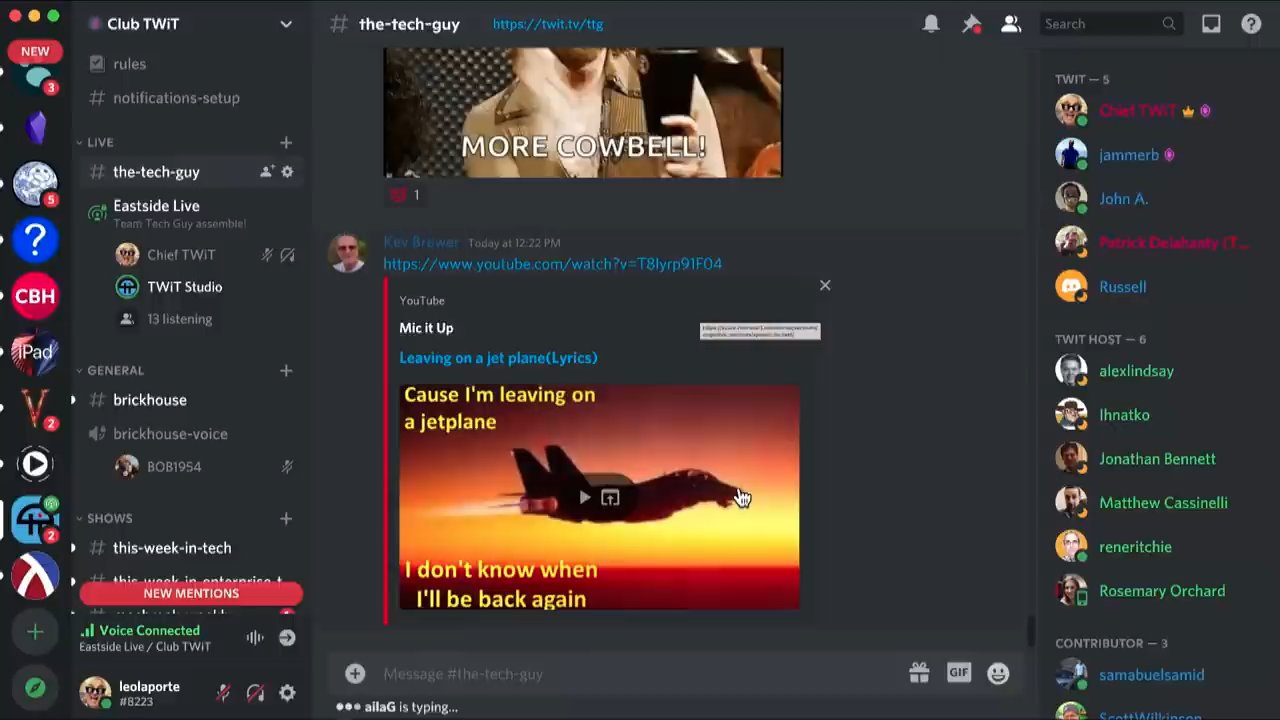 NEW
3
5
?
CBH
iPad
2
2
Club TWiT
rules
notifications-setup
LIVE
the-tech-guy
Eastside Live
Team Tech Guy assemble!
Chief TWiT
TWiT Studio
13 listening
GENERAL
brickhouse
brickhouse-voice
BOB1954
SHOWS
this-week-in-tech
this-week-in-enterprise-t
NEW MENTIONS
Voice Connected
Eastside Live / Club TWiT
leolaporte
#8223
# the-tech-guy
https://twit.tv/ttg
Search
MORE COWBELL!
1
Kev Brewer Today at 12:22 PM
https://www.youtube.com/watch?v=T8lyrp91F04
YouTube
Mic it Up
Leaving on a jet plane(Lyrics)
Cause I'm leaving on
a jetplane
I don't know when
I'll be back again
Message #the-tech-guy
GIF
ailaG is typing...
TWIT — 5
Chief TWiT
jammerb
John A.
Patrick Delahanty (T...
Russell
TWIT HOST — 6
alexlindsay
Ihnatko
Jonathan Bennett
Matthew Cassinelli
reneritchie
Rosemary Orchard
CONTRIBUTOR — 3
samabuelsamid
ScottWilkinson